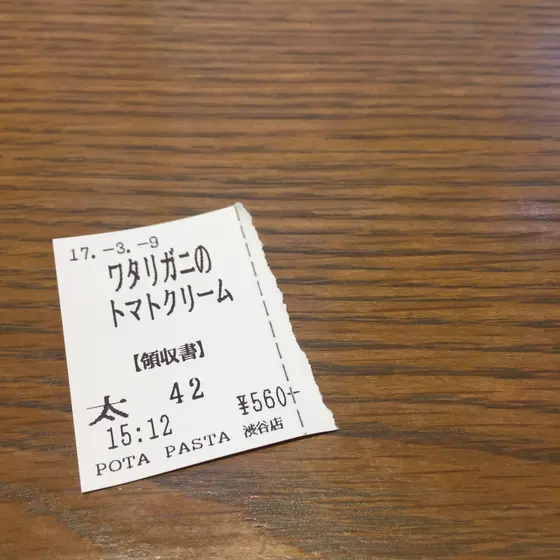 17.-3.-9
ワタリガニの
トマトクリーム
【領収書】
太 42
15:12 ¥560
POTA PASTA 渋谷店